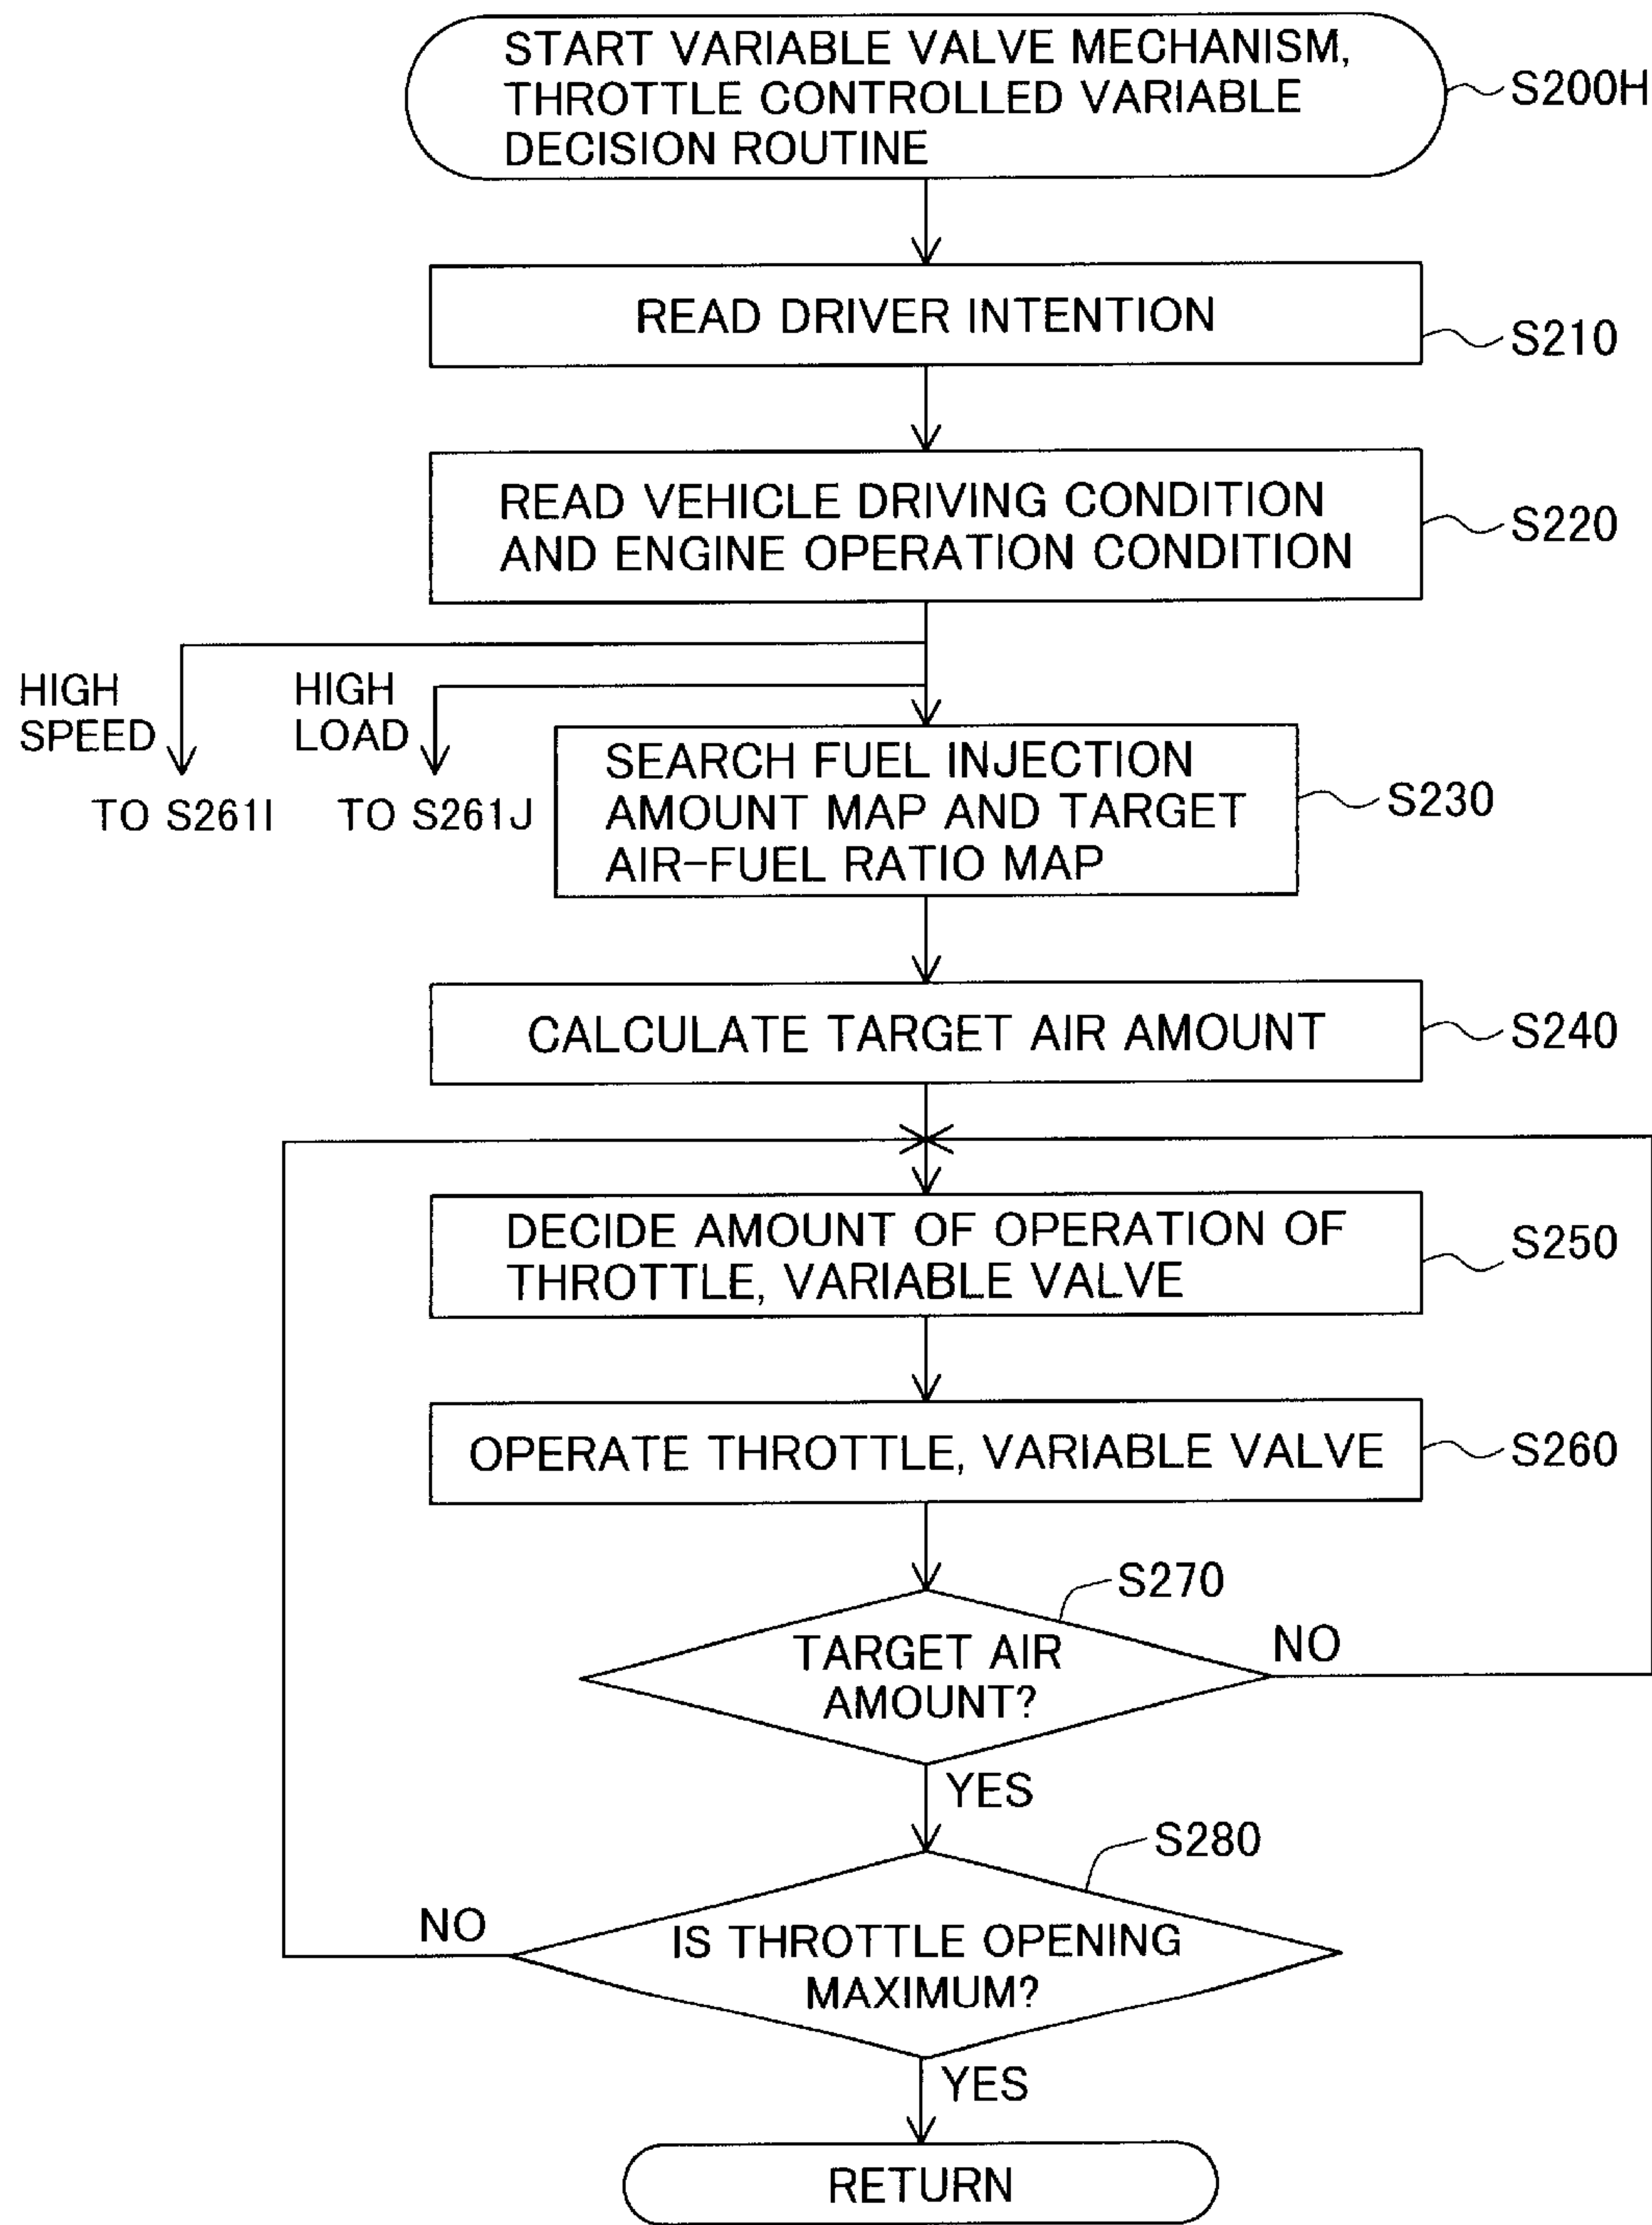 START VARIABLE VALVE MECHANISM,
THROTTLE CONTROLLED VARIABLE
DECISION ROUTINE
S200H
READ DRIVER INTENTION
S210
READ VEHICLE DRIVING CONDITION
AND ENGINE OPERATION CONDITION
S220
HIGH
SPEED
HIGH
LOAD
TO S261I
TO S261J
SEARCH FUEL INJECTION
AMOUNT MAP AND TARGET
AIR-FUEL RATIO MAP
S230
CALCULATE TARGET AIR AMOUNT
S240
DECIDE AMOUNT OF OPERATION OF
THROTTLE, VARIABLE VALVE
S250
OPERATE THROTTLE, VARIABLE VALVE
S260
S270
TARGET AIR
AMOUNT?
NO
YES
S280
NO
IS THROTTLE OPENING
MAXIMUM?
YES
RETURN